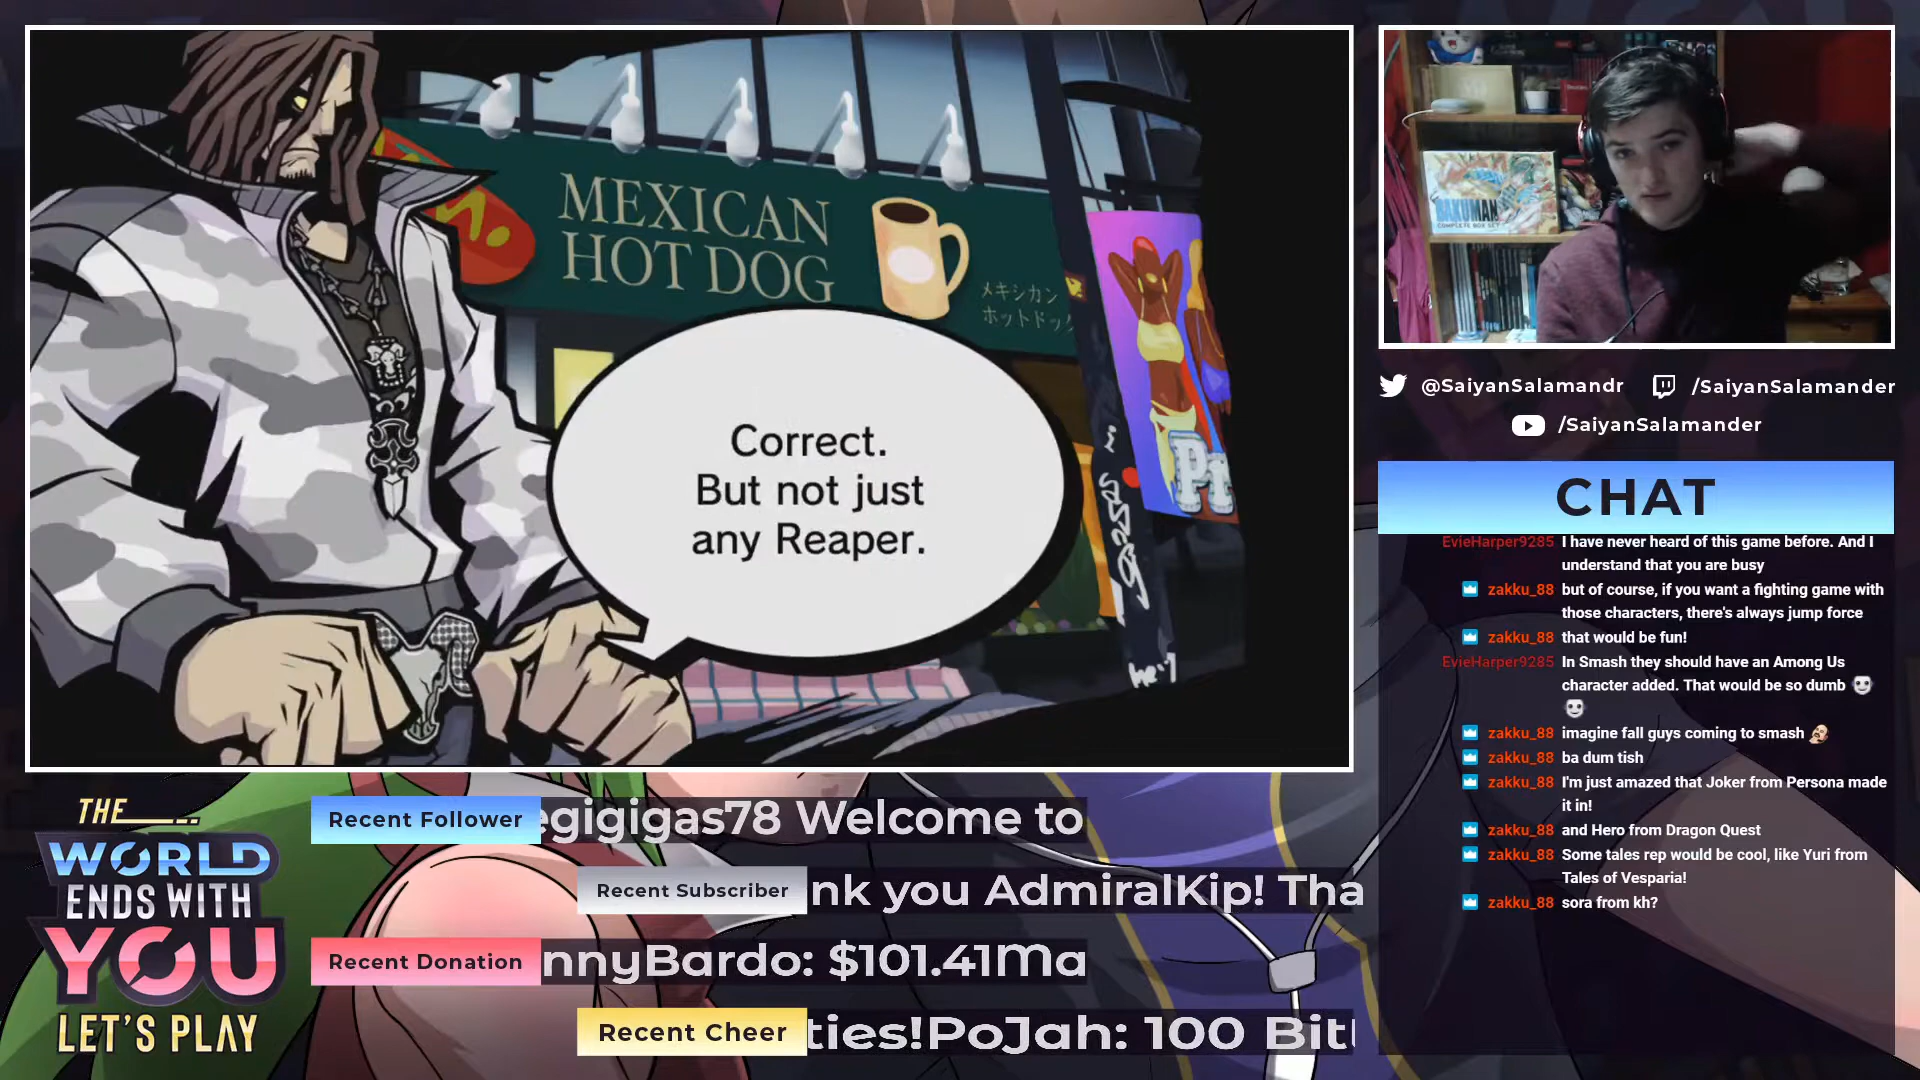 MEXICAN
HOT DOG
メキシカン
ホットドッグ
Correct.
But not just
any Reaper.
BAKUMAN
COMPLETE BOX SET
@SaiyanSalamandr
/SaiyanSalamander
/SaiyanSalamander
CHAT
EvieHarper9285 I have never heard of this game before. And I
understand that you are busy
zakku_88 but of course, if you want a fighting game with
those characters, there's always jump force
zakku_88 that would be fun!
EvieHarper9285 In Smash they should have an Among Us
character added. That would be so dumb
zakku_88 imagine fall guys coming to smash
zakku_88 ba dum tish
zakku_88 I'm just amazed that Joker from Persona made
it in!
zakku_88 and Hero from Dragon Quest
zakku_88 Some tales rep would be cool, like Yuri from
Tales of Vesparia!
zakku_88 sora from kh?
THE
WORLD
ENDS WITH
YOU
LET'S PLAY
Recent Follower egigigas78 Welcome to
Recent Subscriber nk you AdmiralKip! Tha
Recent Donation nnyBardo: $101.41Ma
Recent Cheer ties!PoJah: 100 Bit